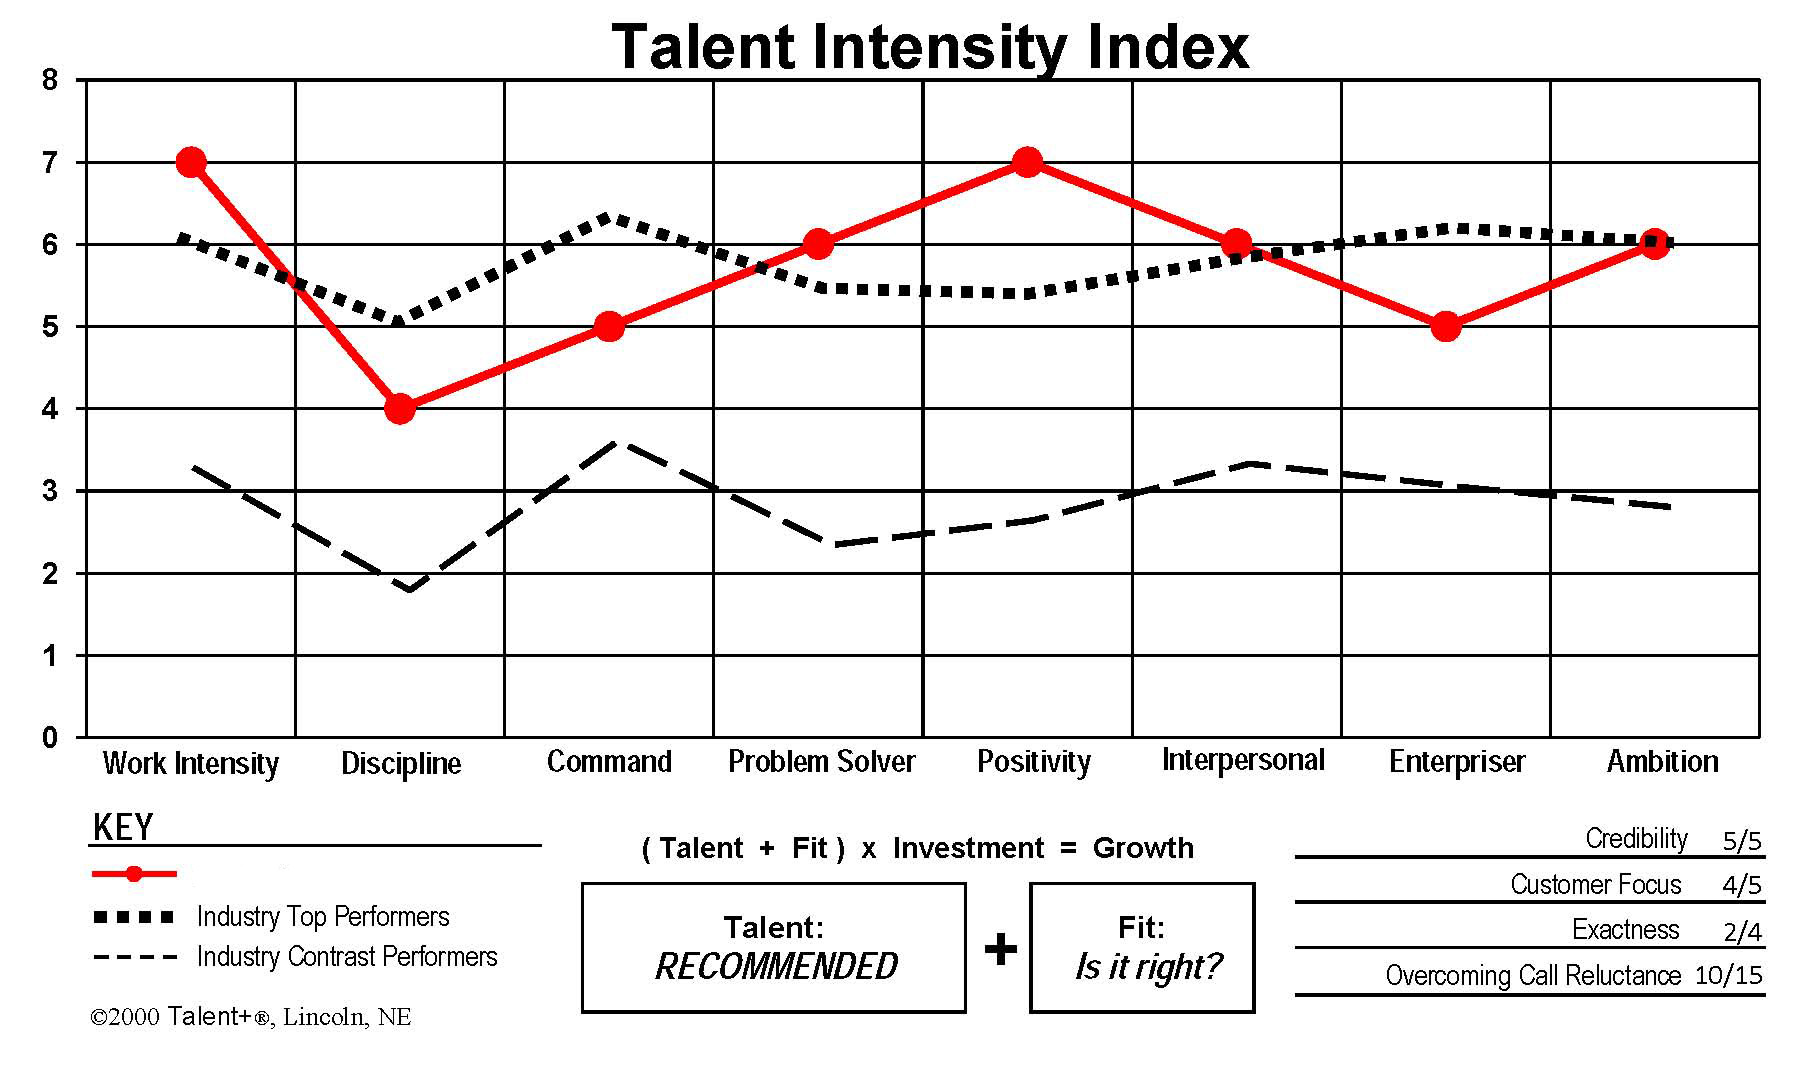 Talent Intensity Index
8
7
6
5
4
3
2
1
0
Work Intensity Discipline Command Problem Solver Positivity Interpersonal Enterpriser Ambition
KEY
Industry Top Performers
Industry Contrast Performers
©2000 Talent+®, Lincoln, NE
( Talent + Fit ) x Investment = Growth
Talent:
RECOMMENDED
+
Fit:
Is it right?
Credibility 5/5
Customer Focus 4/5
Exactness 2/4
Overcoming Call Reluctance 10/15